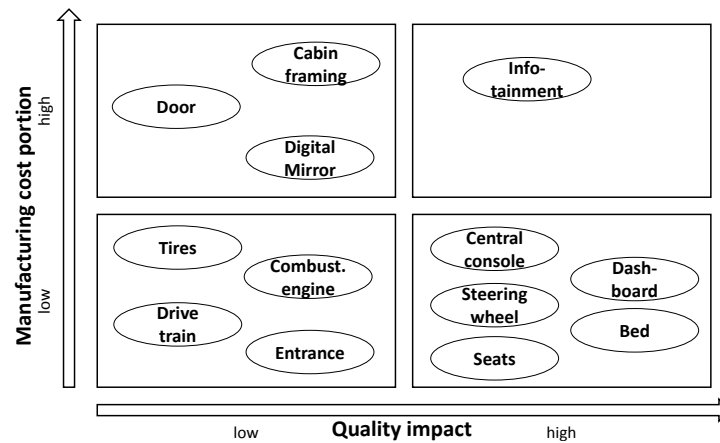 Manufacturing cost portion
high
low
Cabin
framing
Door
Digital
Mirror
Info-
tainment
Tires
Combust.
engine
Drive
train
Entrance
Central
console
Dash-
board
Steering
wheel
Bed
Seats
low
Quality impact
high